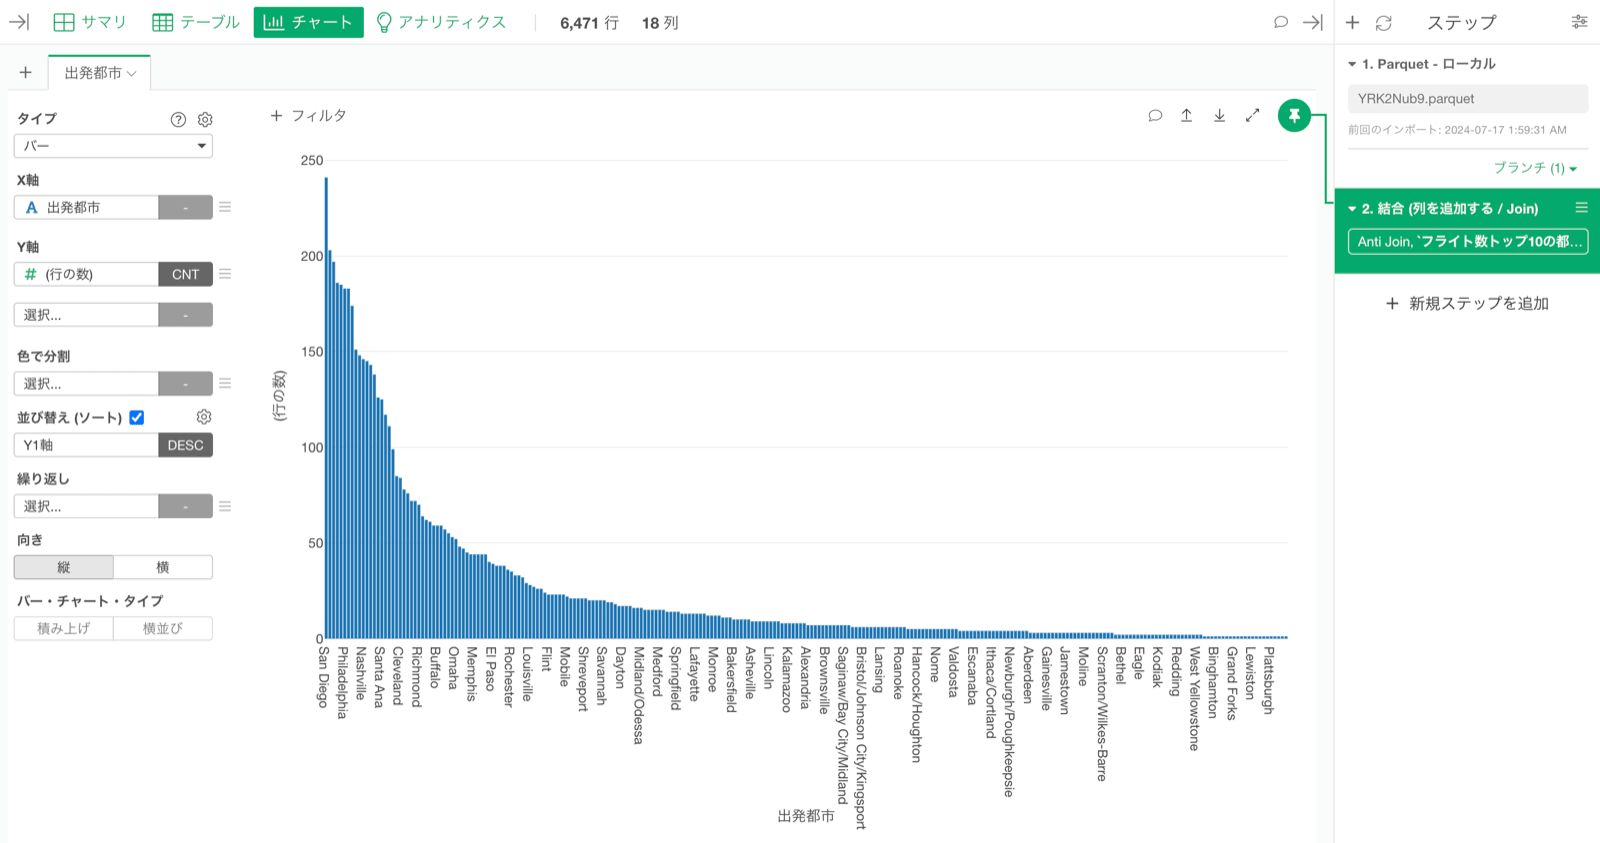 サマリ
テーブル
チャート
アナリティクス
6,471 行
18 列
ステップ
出発都市
1. Parquet - ローカル
YRK2Nub9.parquet
前回のインポート: 2024-07-17 1:59:31 AM
ブランチ (1)
2. 結合 (列を追加する / Join)
Anti Join, `フライト数トップ10の都...
新規ステップを追加
タイプ
バー
X軸
A 出発都市 -
Y軸
# (行の数) CNT
選択... -
色で分割
選択... -
並び替え (ソート)
Y1軸 DESC
繰り返し
選択... -
向き
縦 横
バー・チャート・タイプ
積み上げ 横並び
フィルタ
250
200
150
100
50
0
(行の数)
San Diego
Philadelphia
Nashville
Santa Ana
Cleveland
Richmond
Buffalo
Omaha
Memphis
El Paso
Rochester
Louisville
Flint
Mobile
Shreveport
Savannah
Dayton
Midland/Odessa
Medford
Springfield
Lafayette
Monroe
Bakersfield
Asheville
Lincoln
Kalamazoo
Alexandria
Brownsville
Saginaw/Bay City/Midland
Bristol/Johnson City/Kingsport
Lansing
Roanoke
Hancock/Houghton
Nome
Valdosta
Escanaba
Ithaca/Cortland
Newburgh/Poughkeepsie
Aberdeen
Gainesville
Jamestown
Moline
Scranton/Wilkes-Barre
Bethel
Eagle
Kodiak
Redding
West Yellowstone
Binghamton
Grand Forks
Lewiston
Plattsburgh
出発都市